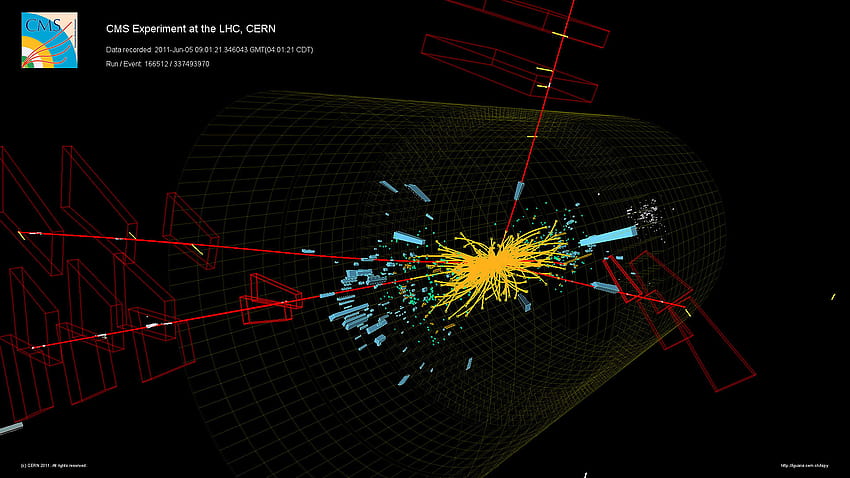 CMS
CMS Experiment at the LHC, CERN
Data recorded: 2011-Jun-05 09:01:21.346043 GMT(04:01:21 CDT)
Run / Event: 166512 / 337493970
(c) CERN 2011. All rights reserved.